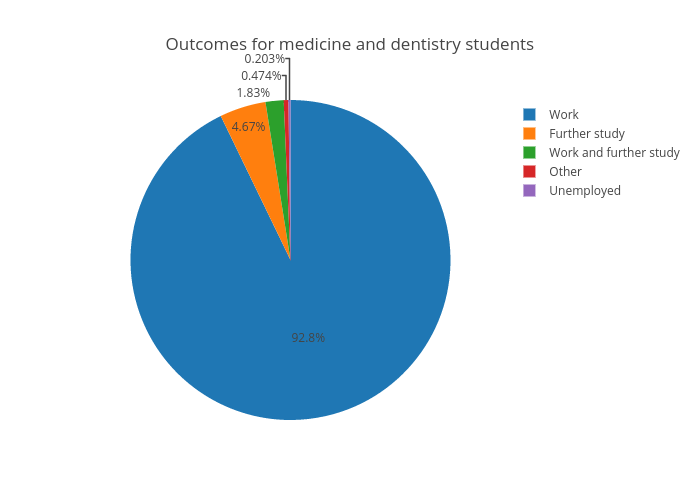 Outcomes for medicine and dentistry students
0.203%
0.474%
1.83%
4.67%
92.8%
Work
Further study
Work and further study
Other
Unemployed